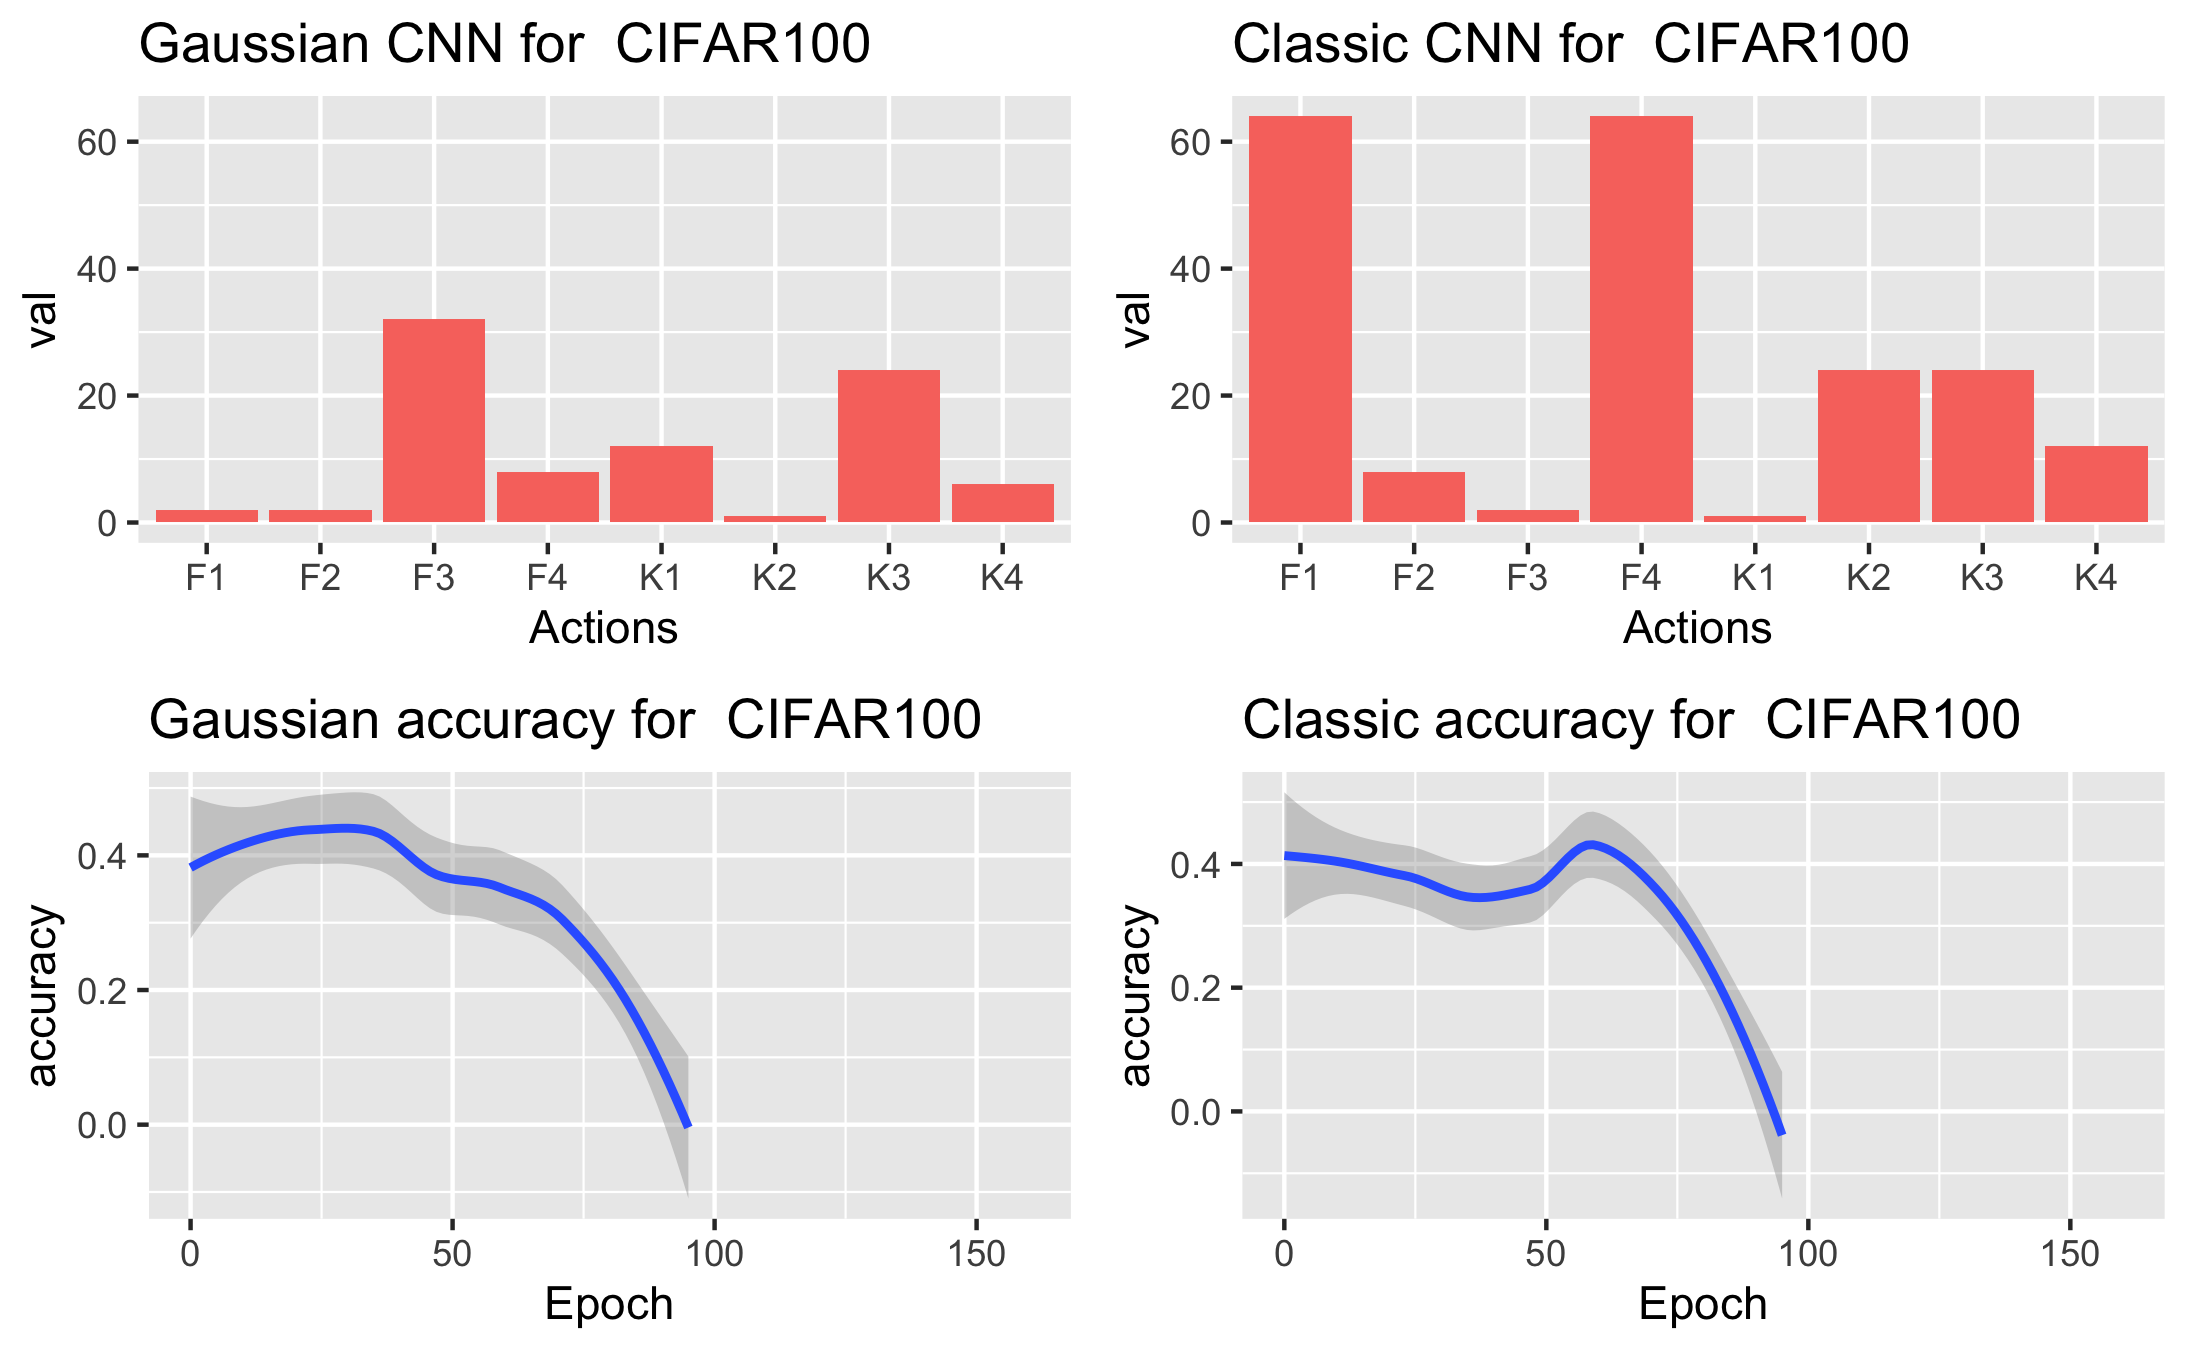 Gaussian CNN for  CIFAR100
val
60
40
20
0
F1 F2 F3 F4 K1 K2 K3 K4
Actions
Classic CNN for  CIFAR100
val
60
40
20
0
F1 F2 F3 F4 K1 K2 K3 K4
Actions
Gaussian accuracy for  CIFAR100
accuracy
0.4
0.2
0.0
0 50 100 150
Epoch
Classic accuracy for  CIFAR100
accuracy
0.4
0.2
0.0
0 50 100 150
Epoch